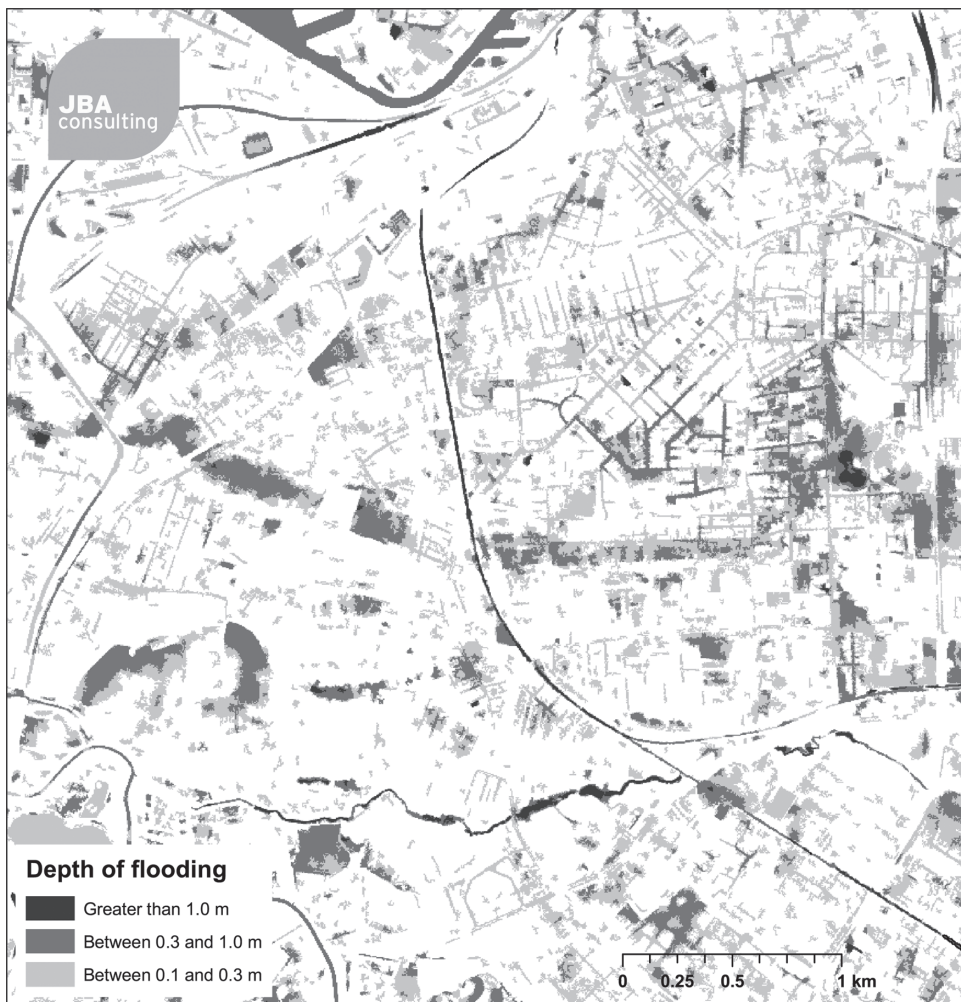 JBA
consulting
Depth of flooding
Greater than 1.0 m
Between 0.3 and 1.0 m
Between 0.1 and 0.3 m
0 0.25 0.5 1 km